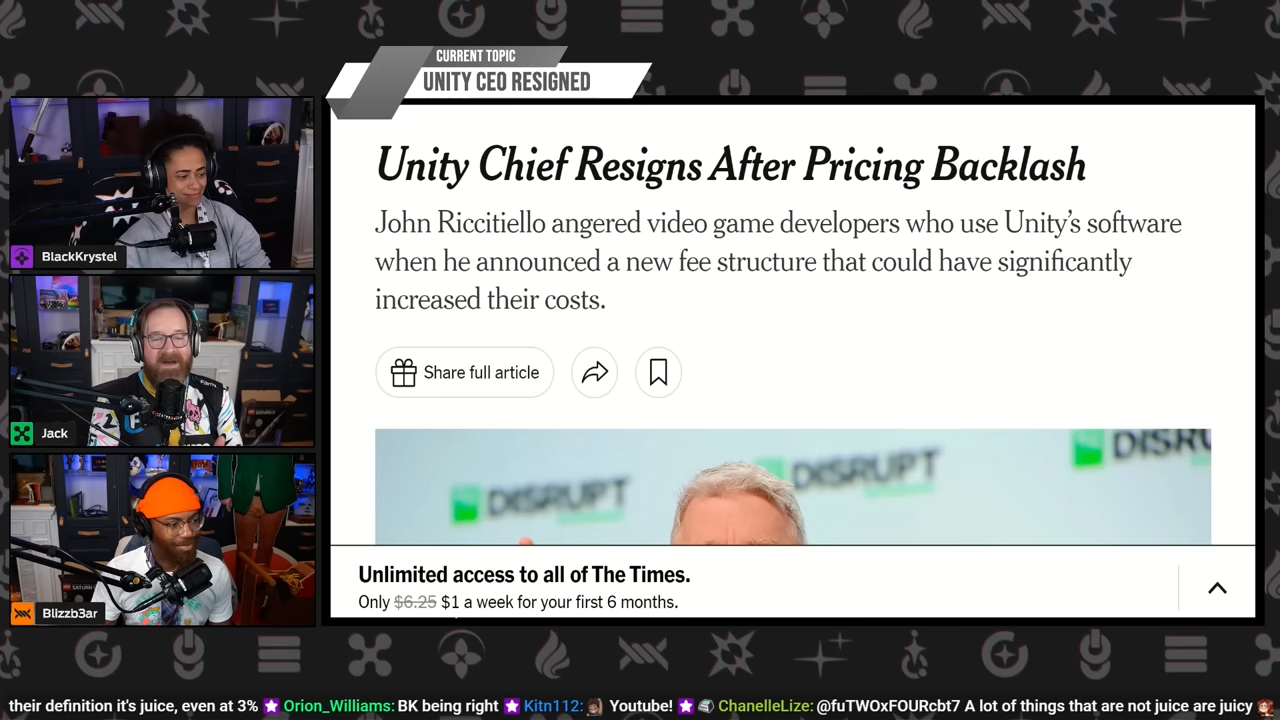 CURRENT TOPIC
UNITY CEO RESIGNED
Unity Chief Resigns After Pricing Backlash
John Riccitiello angered video game developers who use Unity's software
when he announced a new fee structure that could have significantly
increased their costs.
Share full article
DISRUPT
DISRUPT
DISRU
Unlimited access to all of The Times.
Only $6.25 $1 a week for your first 6 months.
BlackKrystel
Jack
Blizzb3ar
their definition it's juice, even at 3% Orion_Williams: BK being right Kitn112: Youtube! ChanelleLize: @fuTWOxFOURcbt7 A lot of things that are not juice are juicy